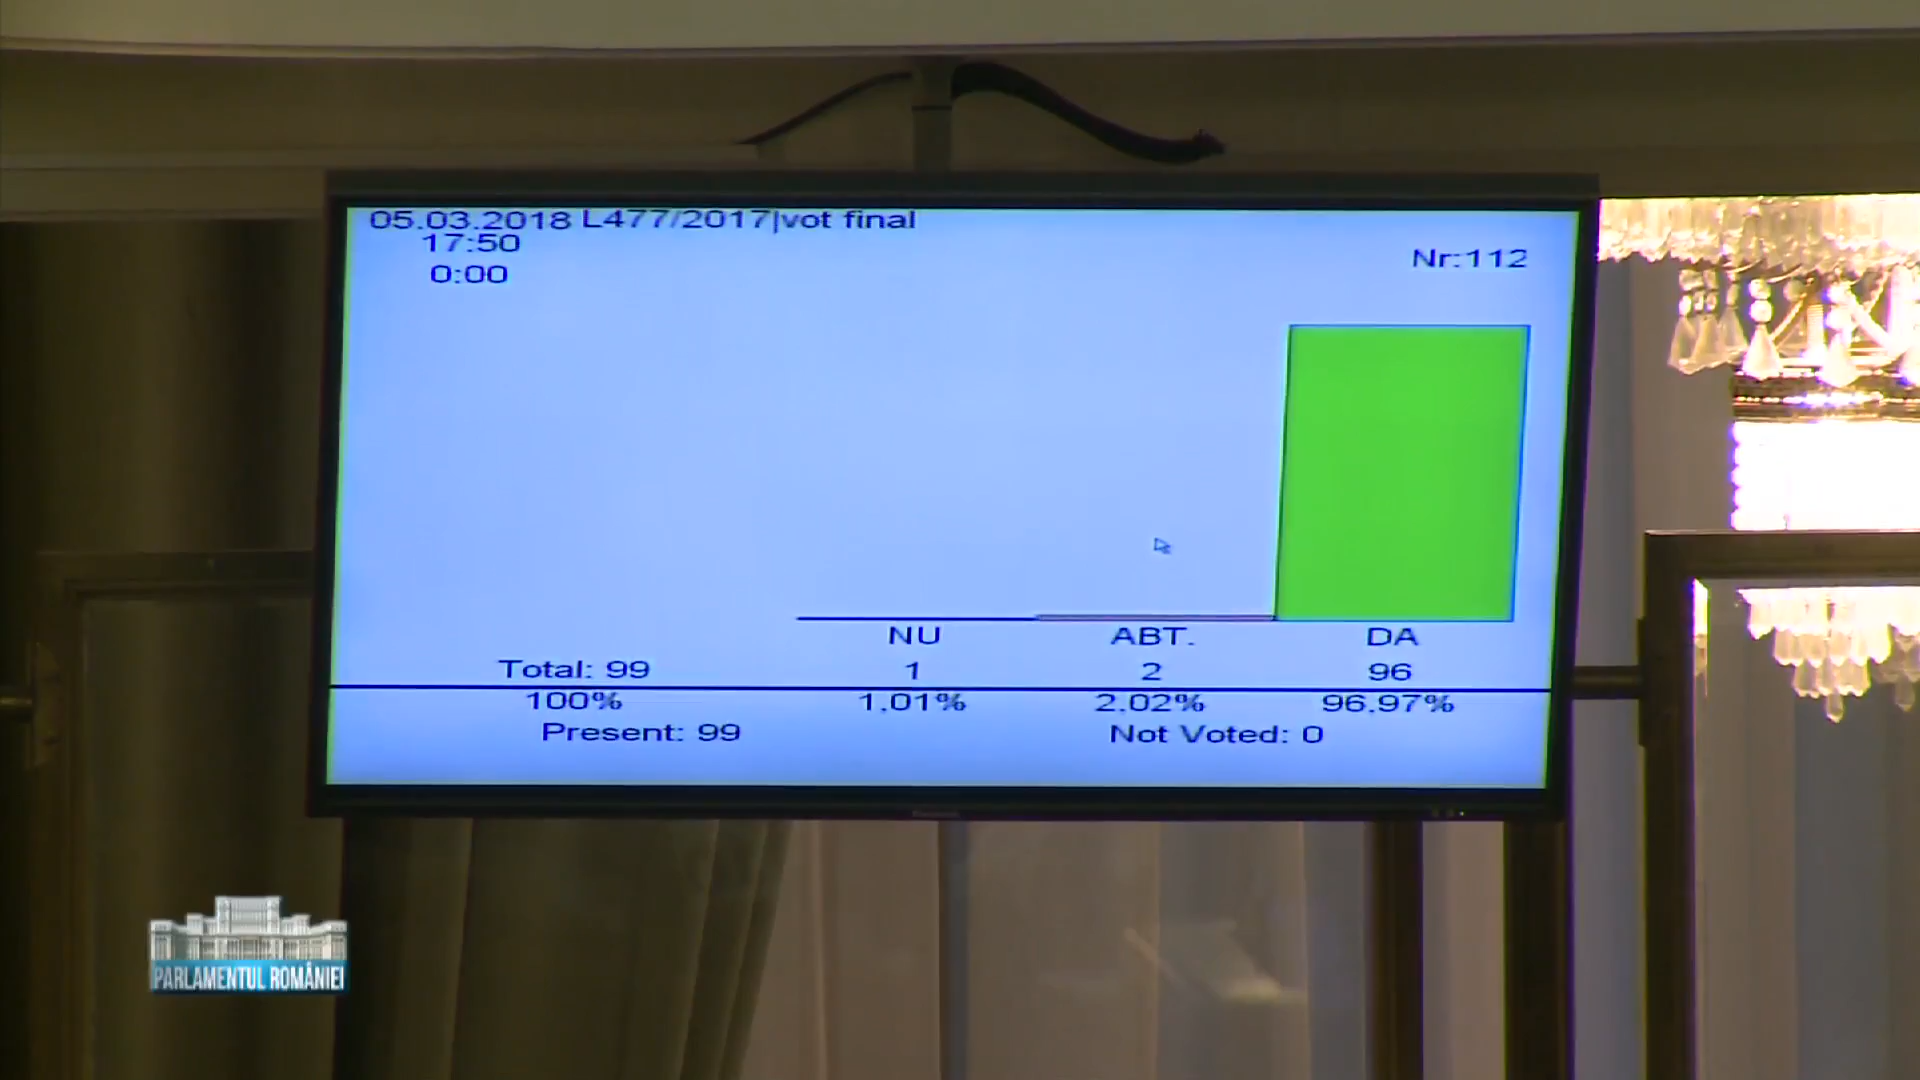 05.03.2018 L477/2017|vot final
17:50
Nr:112
0:00
NU ABT. DA
Total: 99 1 2 96
100% 1.01% 2.02% 96.97%
Present: 99 Not Voted: 0
PARLAMENTUL ROMÂNIEI